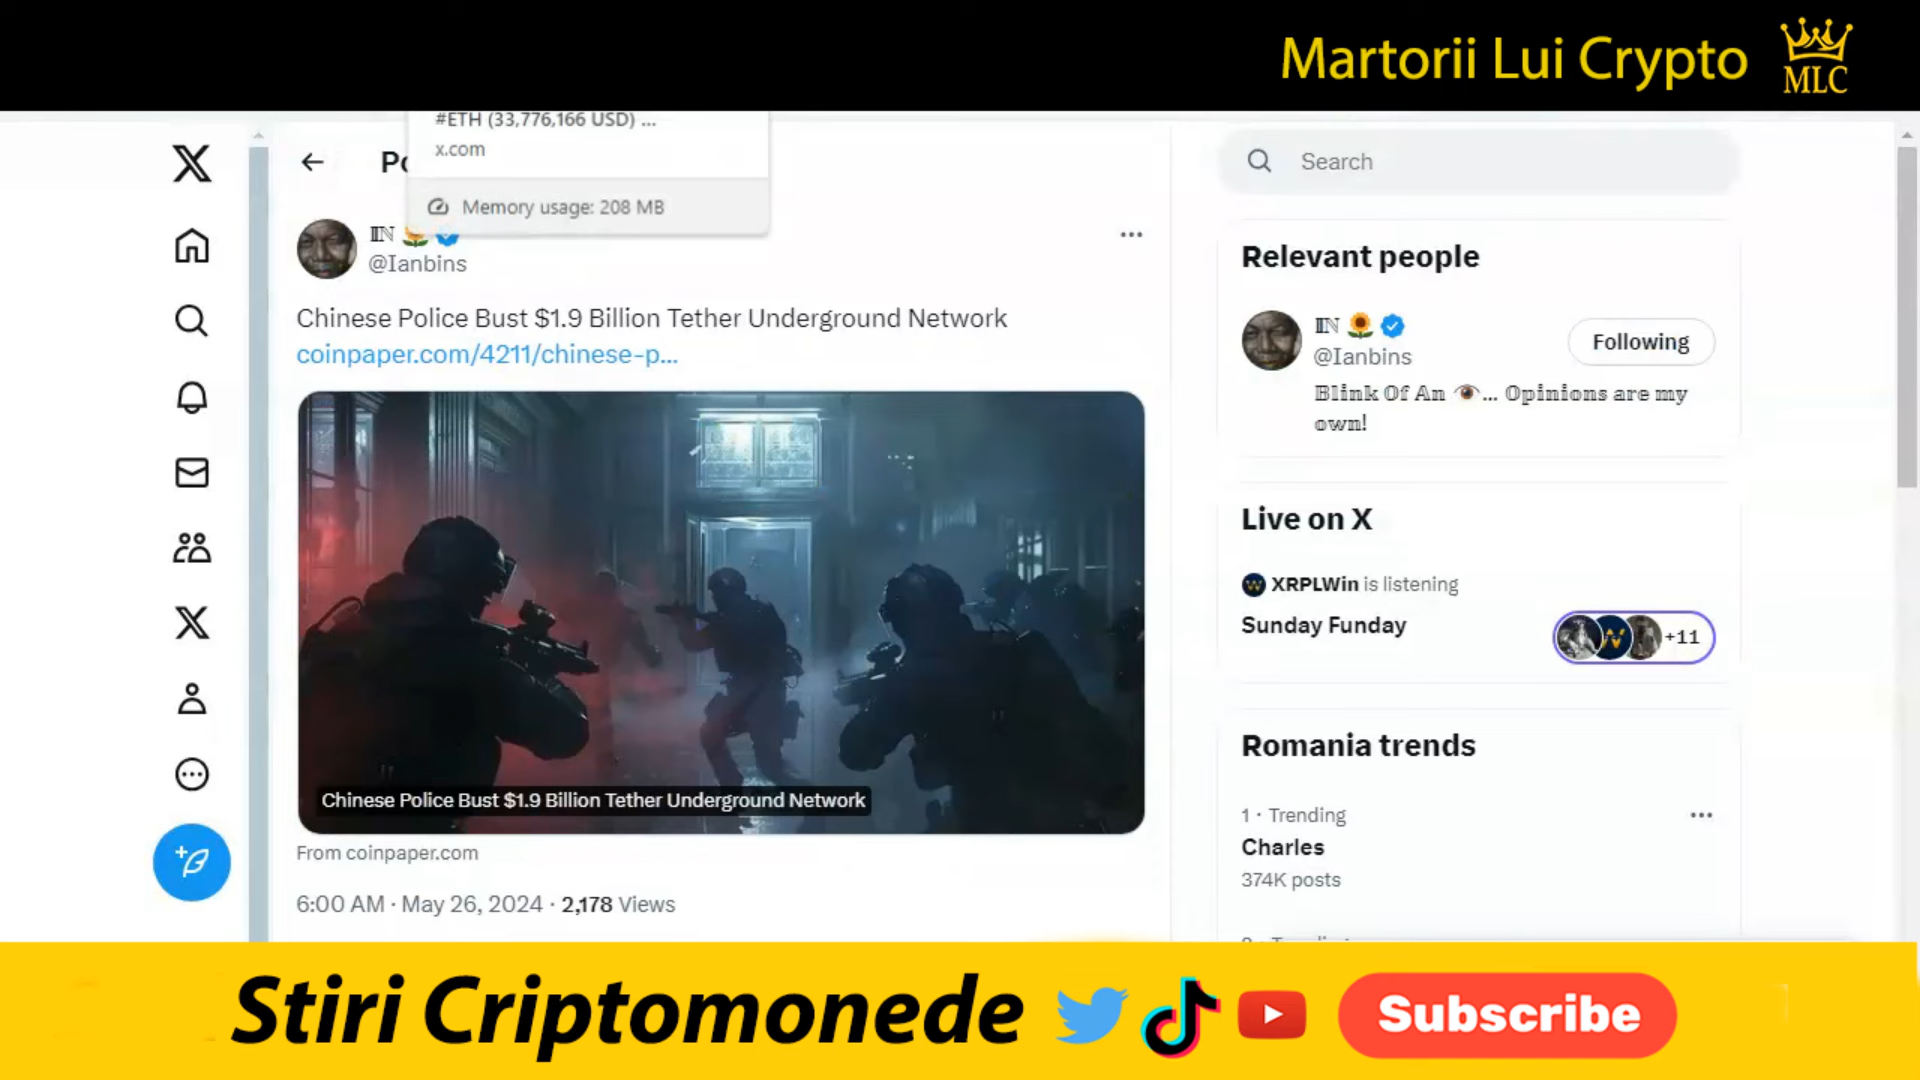 Martorii Lui Crypto
MLC
#ETH (33,776,166 USD) ...
x.com
Memory usage: 208 MB
Search
IN
@Ianbins
Chinese Police Bust $1.9 Billion Tether Underground Network
coinpaper.com/4211/chinese-p...
Chinese Police Bust $1.9 Billion Tether Underground Network
From coinpaper.com
6:00 AM · May 26, 2024 · 2,178 Views
Relevant people
IN
@Ianbins
Following
Blink Of An 👁️... Opinions are my
own!
Live on X
XRPLWin is listening
Sunday Funday
+11
Romania trends
1 · Trending
Charles
374K posts
Stiri Criptomonede
Subscribe